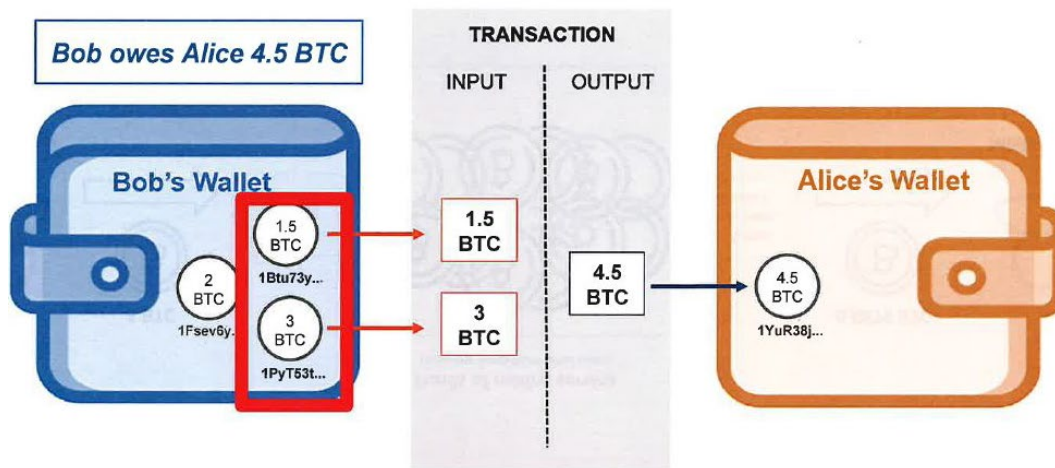 Bob owes Alice 4.5 BTC
TRANSACTION
INPUT
OUTPUT
Bob's Wallet
1.5
BTC
1Btu73y...
2
BTC
1Fsev6y.
3
BTC
1PyT53t...
1.5
BTC
3
BTC
4.5
BTC
Alice's Wallet
4.5
BTC
1YuR38j...